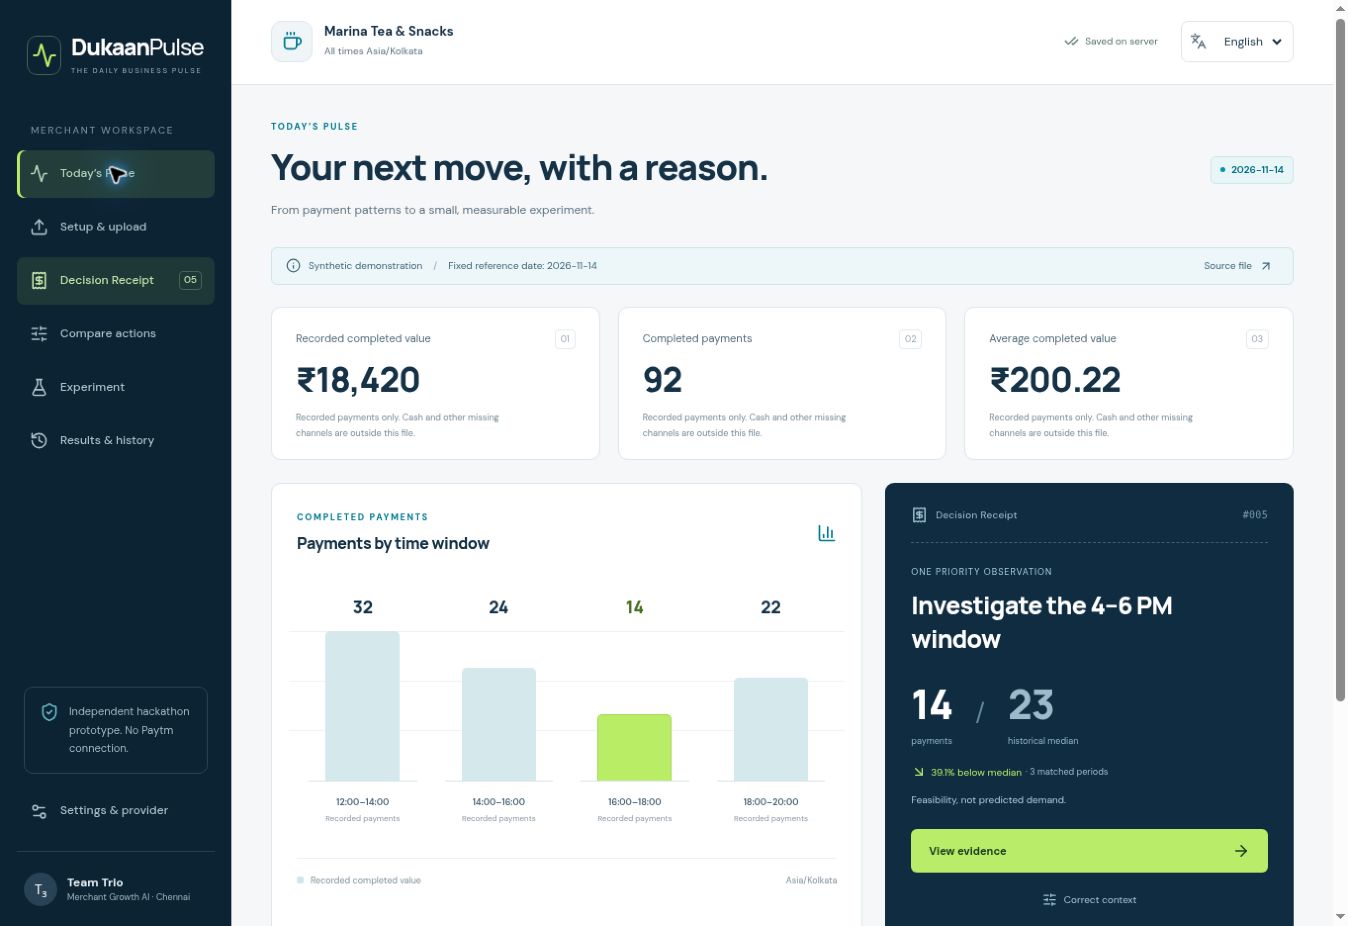 DukaanPulse
THE DAILY BUSINESS PULSE
MERCHANT WORKSPACE
Today's
Setup & upload
Decision Receipt 05
Compare actions
Experiment
Results & history
Independent hackathon
prototype. No Paytm
connection.
Settings & provider
T3
Team Trio
Merchant Growth AI · Chennai
Marina Tea & Snacks
All times Asia/Kolkata
Saved on server
English
TODAY'S PULSE
Your next move, with a reason.
2026-11-14
From payment patterns to a small, measurable experiment.
Synthetic demonstration / Fixed reference date: 2026-11-14
Source file
Recorded completed value 01
₹18,420
Recorded payments only. Cash and other missing
channels are outside this file.
Completed payments 02
92
Recorded payments only. Cash and other missing
channels are outside this file.
Average completed value 03
₹200.22
Recorded payments only. Cash and other missing
channels are outside this file.
COMPLETED PAYMENTS
Payments by time window
32 24 14 22
12:00–14:00 14:00–16:00 16:00–18:00 18:00–20:00
Recorded payments Recorded payments Recorded payments Recorded payments
Recorded completed value
Asia/Kolkata
Decision Receipt #005
ONE PRIORITY OBSERVATION
Investigate the 4–6 PM
window
14 / 23
payments historical median
39.1% below median · 3 matched periods
Feasibility, not predicted demand.
View evidence
Correct context